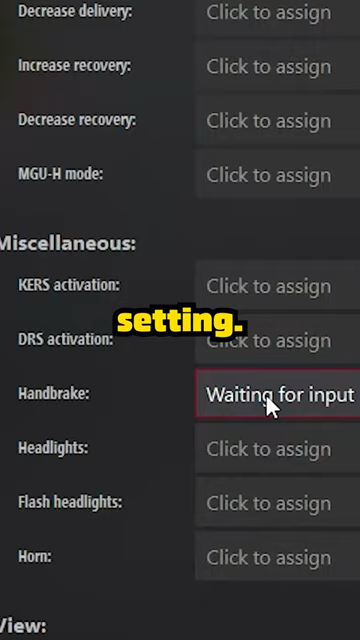 Decrease delivery: Click to assign
Increase recovery: Click to assign
Decrease recovery: Click to assign
MGU-H mode: Click to assign
Miscellaneous:
KERS activation: Click to assign
setting.
DRS activation: Click to assign
Handbrake: Waiting for input
Headlights: Click to assign
Flash headlights: Click to assign
Horn: Click to assign
View: